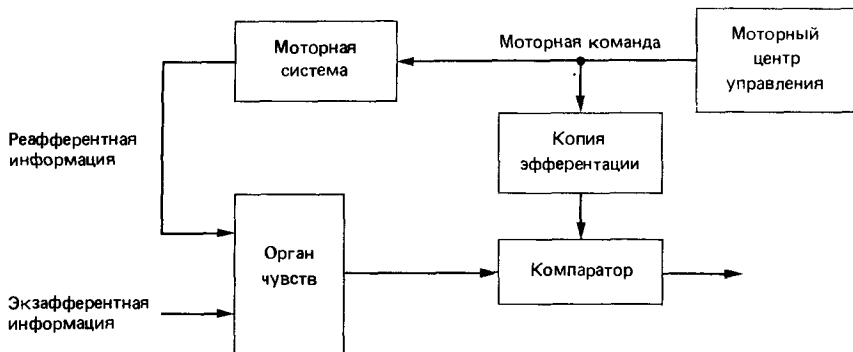 Моторная
система
Моторная команда
Моторный
центр
управления
Реафферентная
информация
Копия
эфферентации
Орган
чувств
Компаратор
Экзафферентная
информация